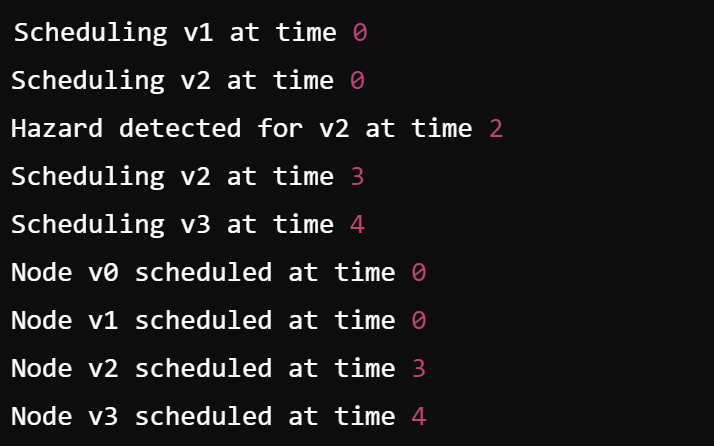 Scheduling v1 at time 0
Scheduling v2 at time 0
Hazard detected for v2 at time 2
Scheduling v2 at time 3
Scheduling v3 at time 4
Node v0 scheduled at time 0
Node v1 scheduled at time 0
Node v2 scheduled at time 3
Node v3 scheduled at time 4